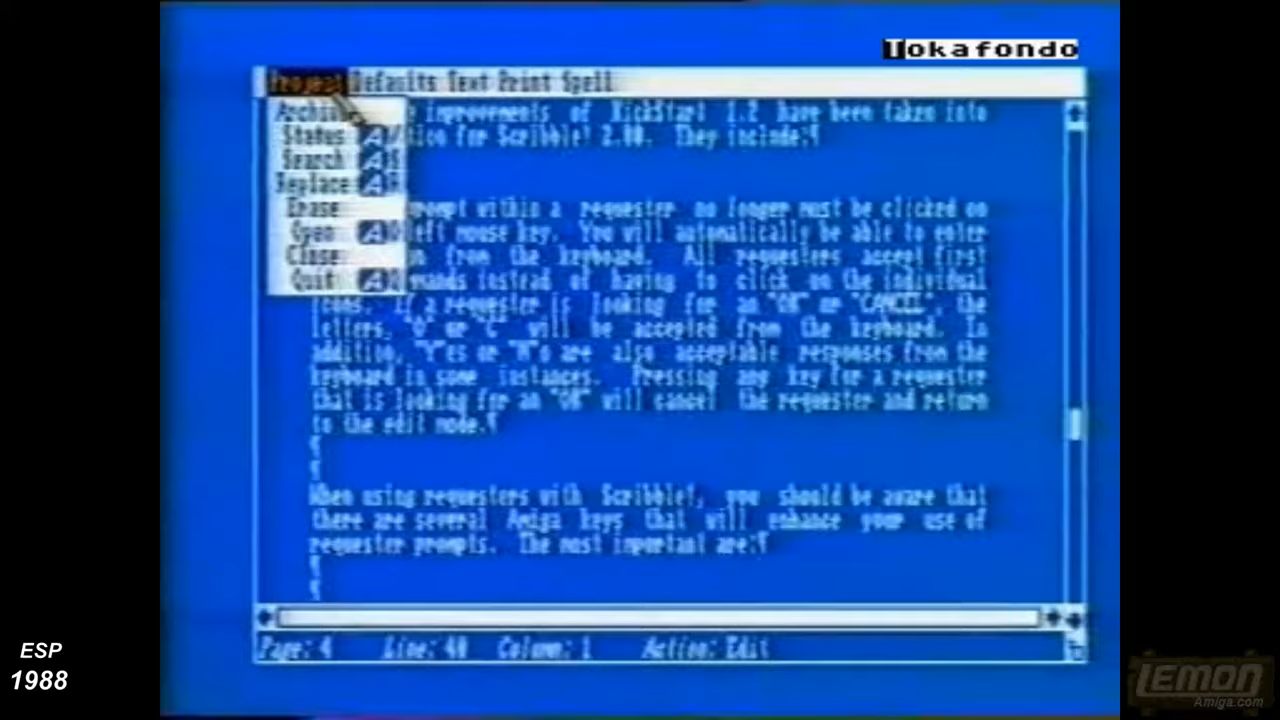 Tokafondo
Project Defaults Text Print Spell
improvements of KickStart 1.2 have been taken into
for Scribble! 2.00. They include:¶
prompt within a requester no longer must be clicked on
left mouse key. You will automatically be able to enter
from the keyboard. All requesters accept first
instead of having to click on the individual
icons. If a requester is looking for an "OK" or "CANCEL", the
letters, "O" or "C" will be accepted from the keyboard. In
addition, "Y"es or "N"o are also acceptable responses from the
keyboard in some instances. Pressing any key for a requester
that is looking for an "OK" will cancel the requester and return
to the edit mode.¶
¶
¶
When using requesters with Scribble!, you should be aware that
there are several Amiga keys that will enhance your use of
requester prompts. The most important are:¶
¶
¶
Status
Search A S
Replace A R
Erase
Open A O
Close
Quit A Q
Page: 4 Line: 40 Column: 1 Action: Edit
ESP
1988
LEMON
Amiga.com